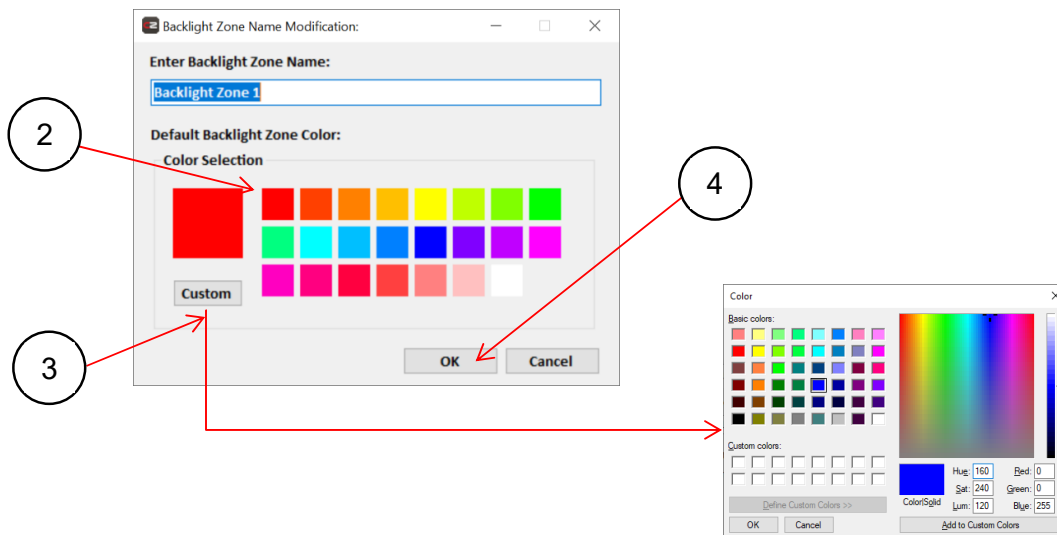 Backlight Zone Name Modification:
Enter Backlight Zone Name:
Backlight Zone 1
2
Default Backlight Zone Color:
Color Selection
4
Custom
3
OK Cancel
Color
Basic colors:
Custom colors:
Hue: 160 Red: 0
Sat: 240 Green: 0
Define Custom Colors >> Color|Solid Lum: 120 Blue: 255
OK Cancel Add to Custom Colors